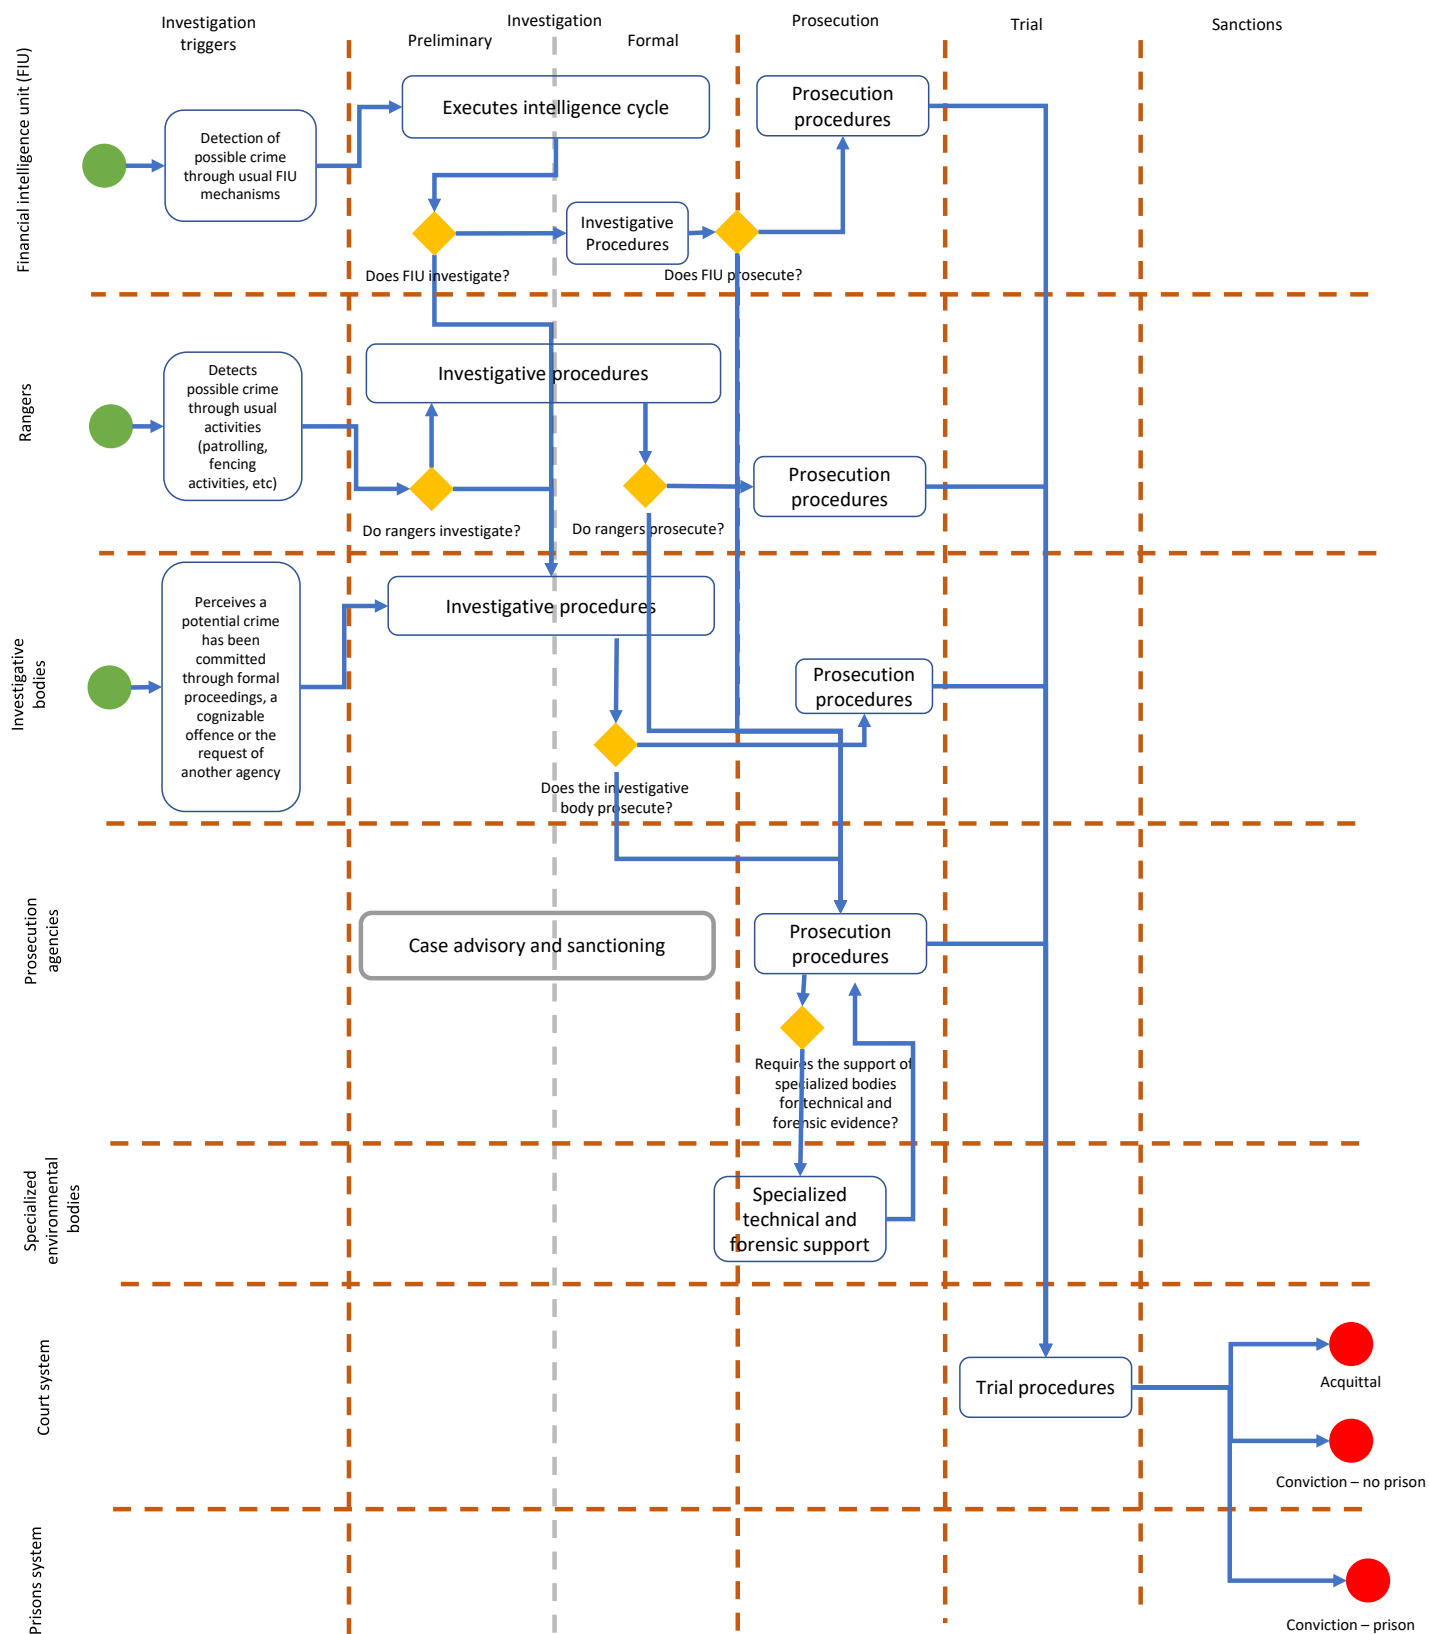 Investigation
triggers
Investigation
Preliminary
Formal
Prosecution
Trial
Sanctions
Financial intelligence unit (FIU)
Detection of
possible crime
through usual FIU
mechanisms
Executes intelligence cycle
Prosecution
procedures
Investigative
Procedures
Does FIU investigate?
Does FIU prosecute?
Rangers
Detects
possible crime
through usual
activities
(patrolling,
fencing
activities, etc)
Investigative procedures
Prosecution
procedures
Do rangers investigate?
Do rangers prosecute?
Investigative
bodies
Perceives a
potential crime
has been
committed
through formal
proceedings, a
cognizable
offence or the
request of
another agency
Investigative procedures
Prosecution
procedures
Does the investigative
body prosecute?
Prosecution
agencies
Case advisory and sanctioning
Prosecution
procedures
Requires the support of
specialized bodies
for technical and
forensic evidence?
Specialized
environmental
bodies
Specialized
technical and
forensic support
Court system
Trial procedures
Acquittal
Conviction – no prison
Prisons system
Conviction – prison